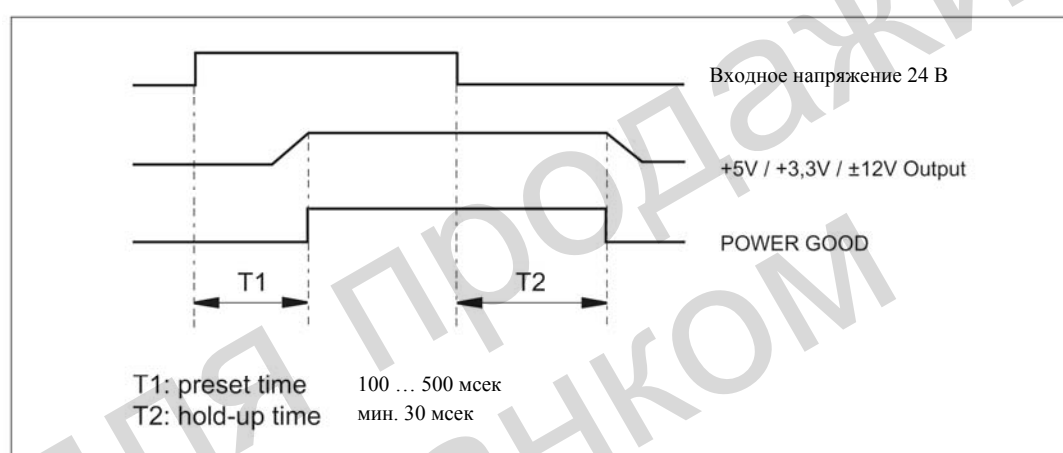 Входное напряжение 24 В
+5V / +3,3V / ±12V Output
POWER GOOD
T1
T2
T1: preset time 100 … 500 мсек
T2: hold-up time мин. 30 мсек
продажи